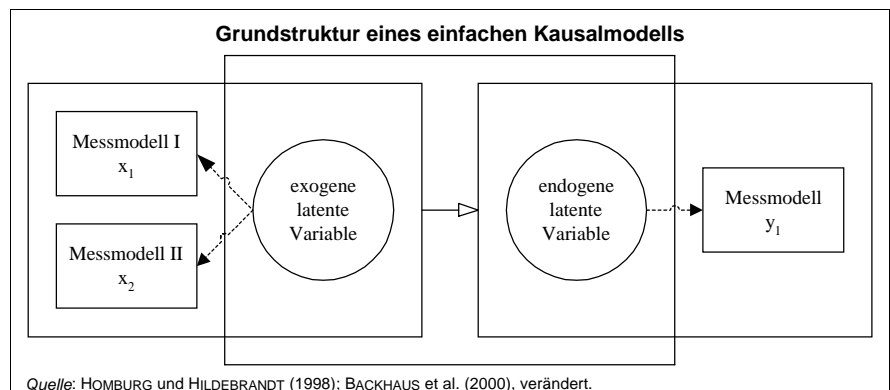 Grundstruktur eines einfachen Kausalmodells
Messmodell I
x₁
Messmodell II
x₂
exogene
latente
Variable
endogene
latente
Variable
Messmodell
y₁
Quelle: HOMBURG und HILDEBRANDT (1998); BACKHAUS et al. (2000), verändert.